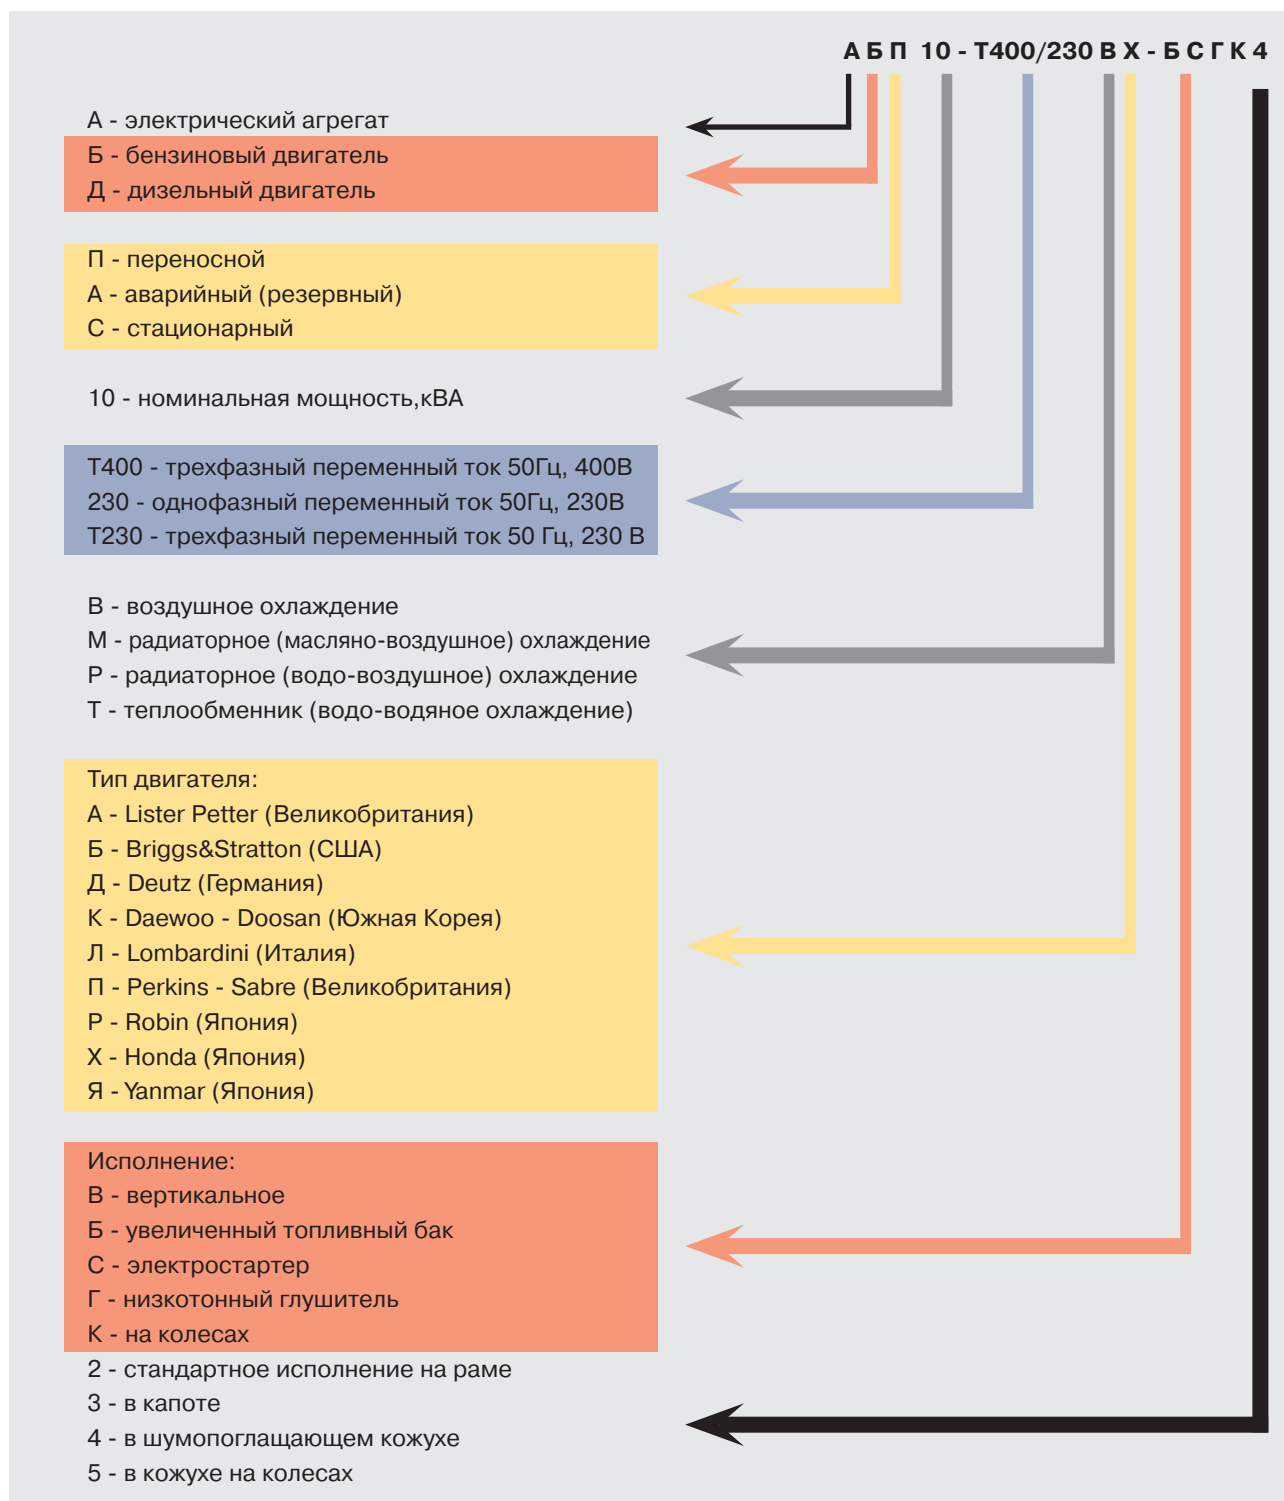 А Б П 10 - Т400/230 В Х - Б С Г К 4
А - электрический агрегат
Б - бензиновый двигатель
Д - дизельный двигатель
П - переносной
А - аварийный (резервный)
С - стационарный
10 - номинальная мощность,кВА
Т400 - трехфазный переменный ток 50Гц, 400В
230 - однофазный переменный ток 50Гц, 230В
Т230 - трехфазный переменный ток 50 Гц, 230 В
В - воздушное охлаждение
М - радиаторное (масляно-воздушное) охлаждение
Р - радиаторное (водо-воздушное) охлаждение
Т - теплообменник (водо-водяное охлаждение)
Тип двигателя:
А - Lister Petter (Великобритания)
Б - Briggs&Stratton (США)
Д - Deutz (Германия)
К - Daewoo - Doosan (Южная Корея)
Л - Lombardini (Италия)
П - Perkins - Sabre (Великобритания)
Р - Robin (Япония)
Х - Honda (Япония)
Я - Yanmar (Япония)
Исполнение:
В - вертикальное
Б - увеличенный топливный бак
С - электростартер
Г - низкотонный глушитель
К - на колесах
2 - стандартное исполнение на раме
3 - в капоте
4 - в шумопоглащающем кожухе
5 - в кожухе на колесах